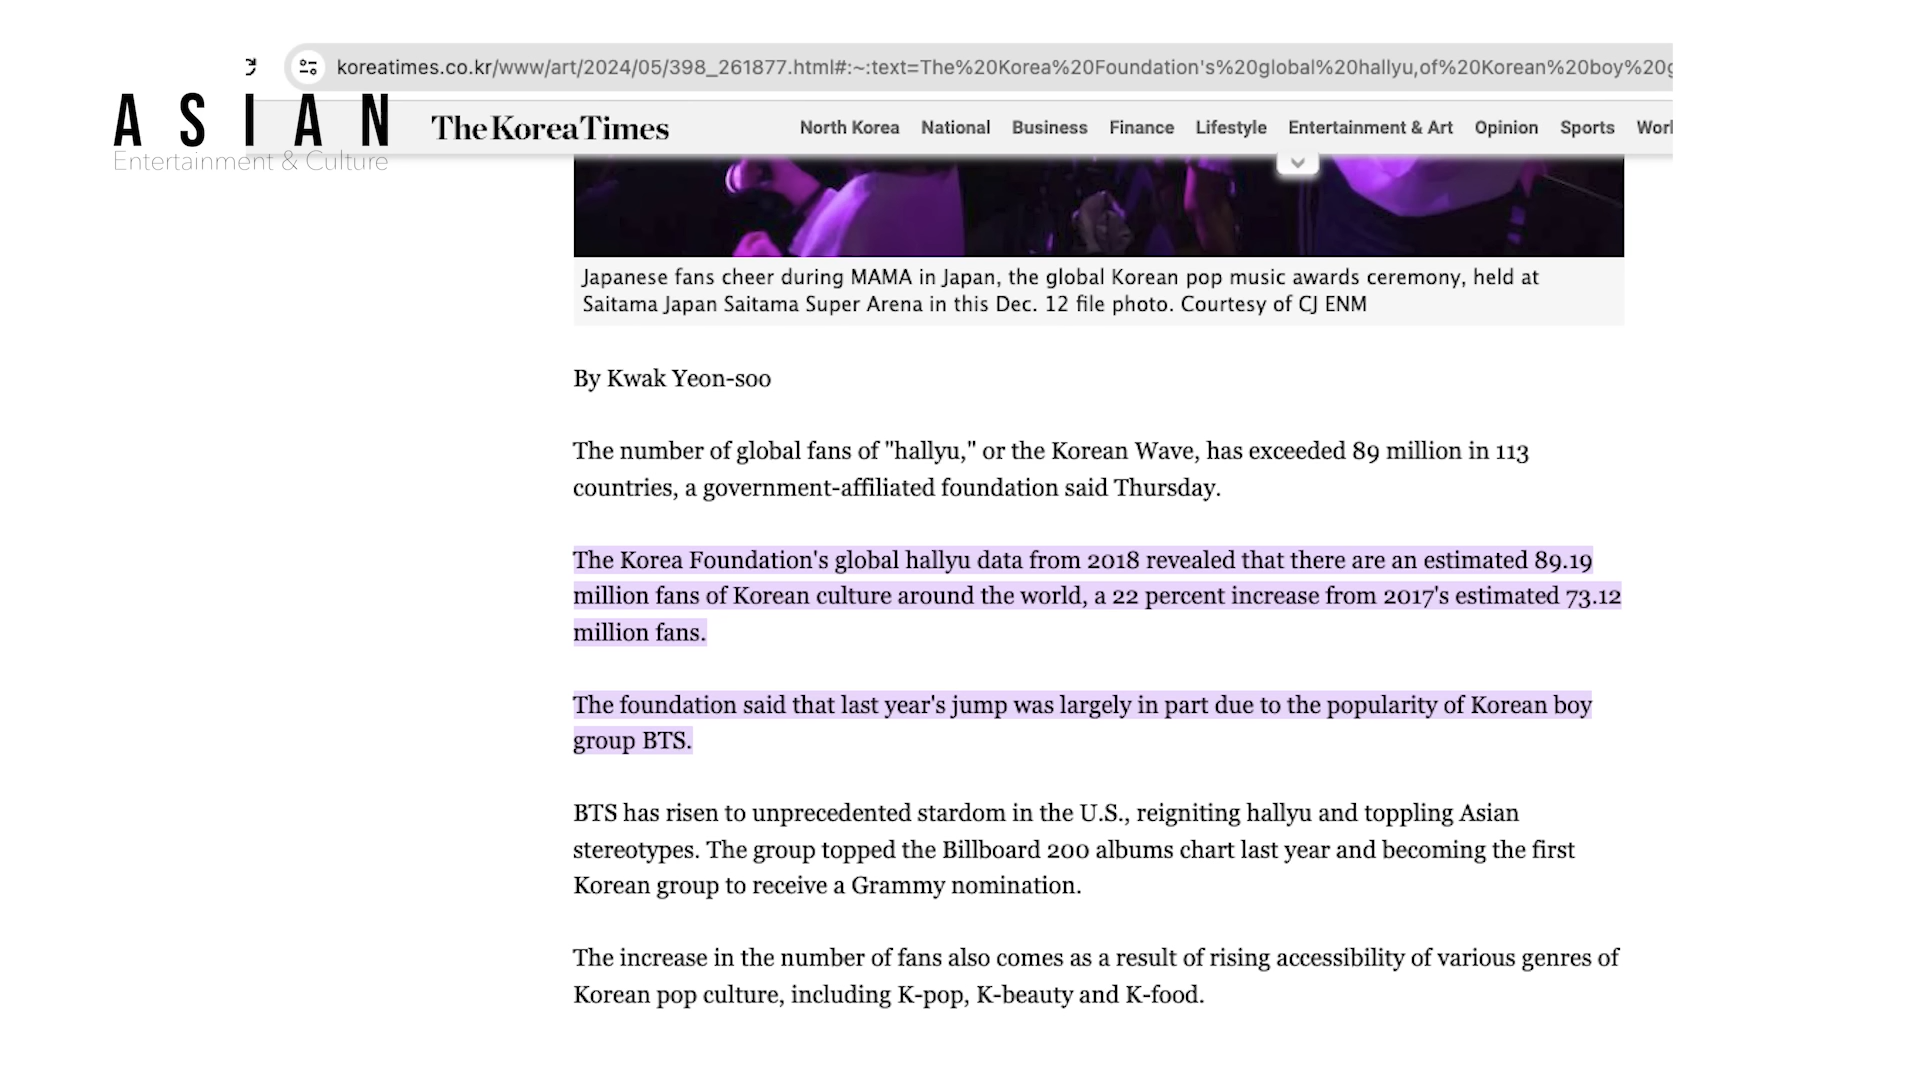 koreatimes.co.kr/www/art/2024/05/398_261877.html#:~:text=The%20Korea%20Foundation's%20global%20hallyu,of%20Korean%20boy%20g
ASIAN
Entertainment & Culture
The Korea Times
North Korea National Business Finance Lifestyle Entertainment & Art Opinion Sports Worl
Japanese fans cheer during MAMA in Japan, the global Korean pop music awards ceremony, held at
Saitama Japan Saitama Super Arena in this Dec. 12 file photo. Courtesy of CJ ENM
By Kwak Yeon-soo
The number of global fans of "hallyu," or the Korean Wave, has exceeded 89 million in 113
countries, a government-affiliated foundation said Thursday.
The Korea Foundation's global hallyu data from 2018 revealed that there are an estimated 89.19
million fans of Korean culture around the world, a 22 percent increase from 2017's estimated 73.12
million fans.
The foundation said that last year's jump was largely in part due to the popularity of Korean boy
group BTS.
BTS has risen to unprecedented stardom in the U.S., reigniting hallyu and toppling Asian
stereotypes. The group topped the Billboard 200 albums chart last year and becoming the first
Korean group to receive a Grammy nomination.
The increase in the number of fans also comes as a result of rising accessibility of various genres of
Korean pop culture, including K-pop, K-beauty and K-food.